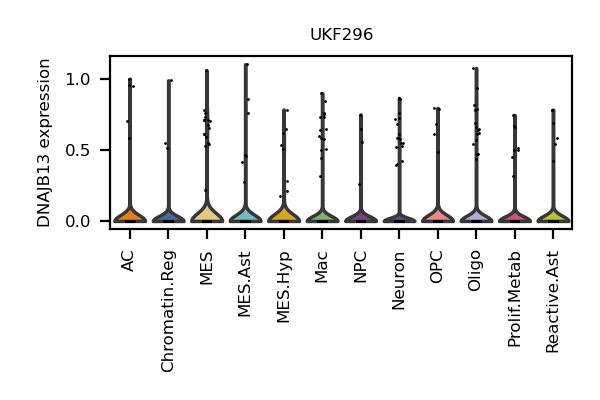 UKF296
DNAJB13 expression
1.0
0.5
0.0
AC
Chromatin.Reg
MES
MES.Ast
MES.Hyp
Mac
NPC
Neuron
OPC
Oligo
Prolif.Metab
Reactive.Ast